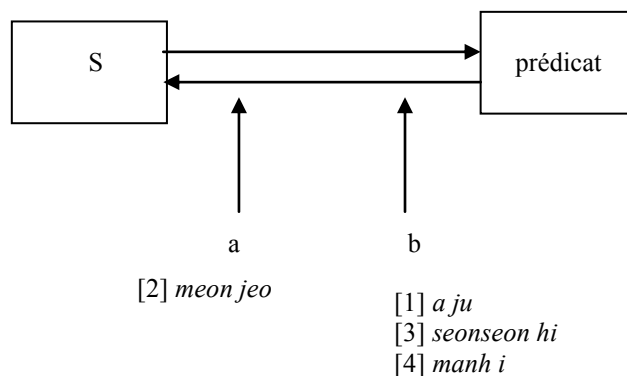 S
prédicat
a
b
[2] meon jeo
[1] a ju
[3] seonseon hi
[4] manh i